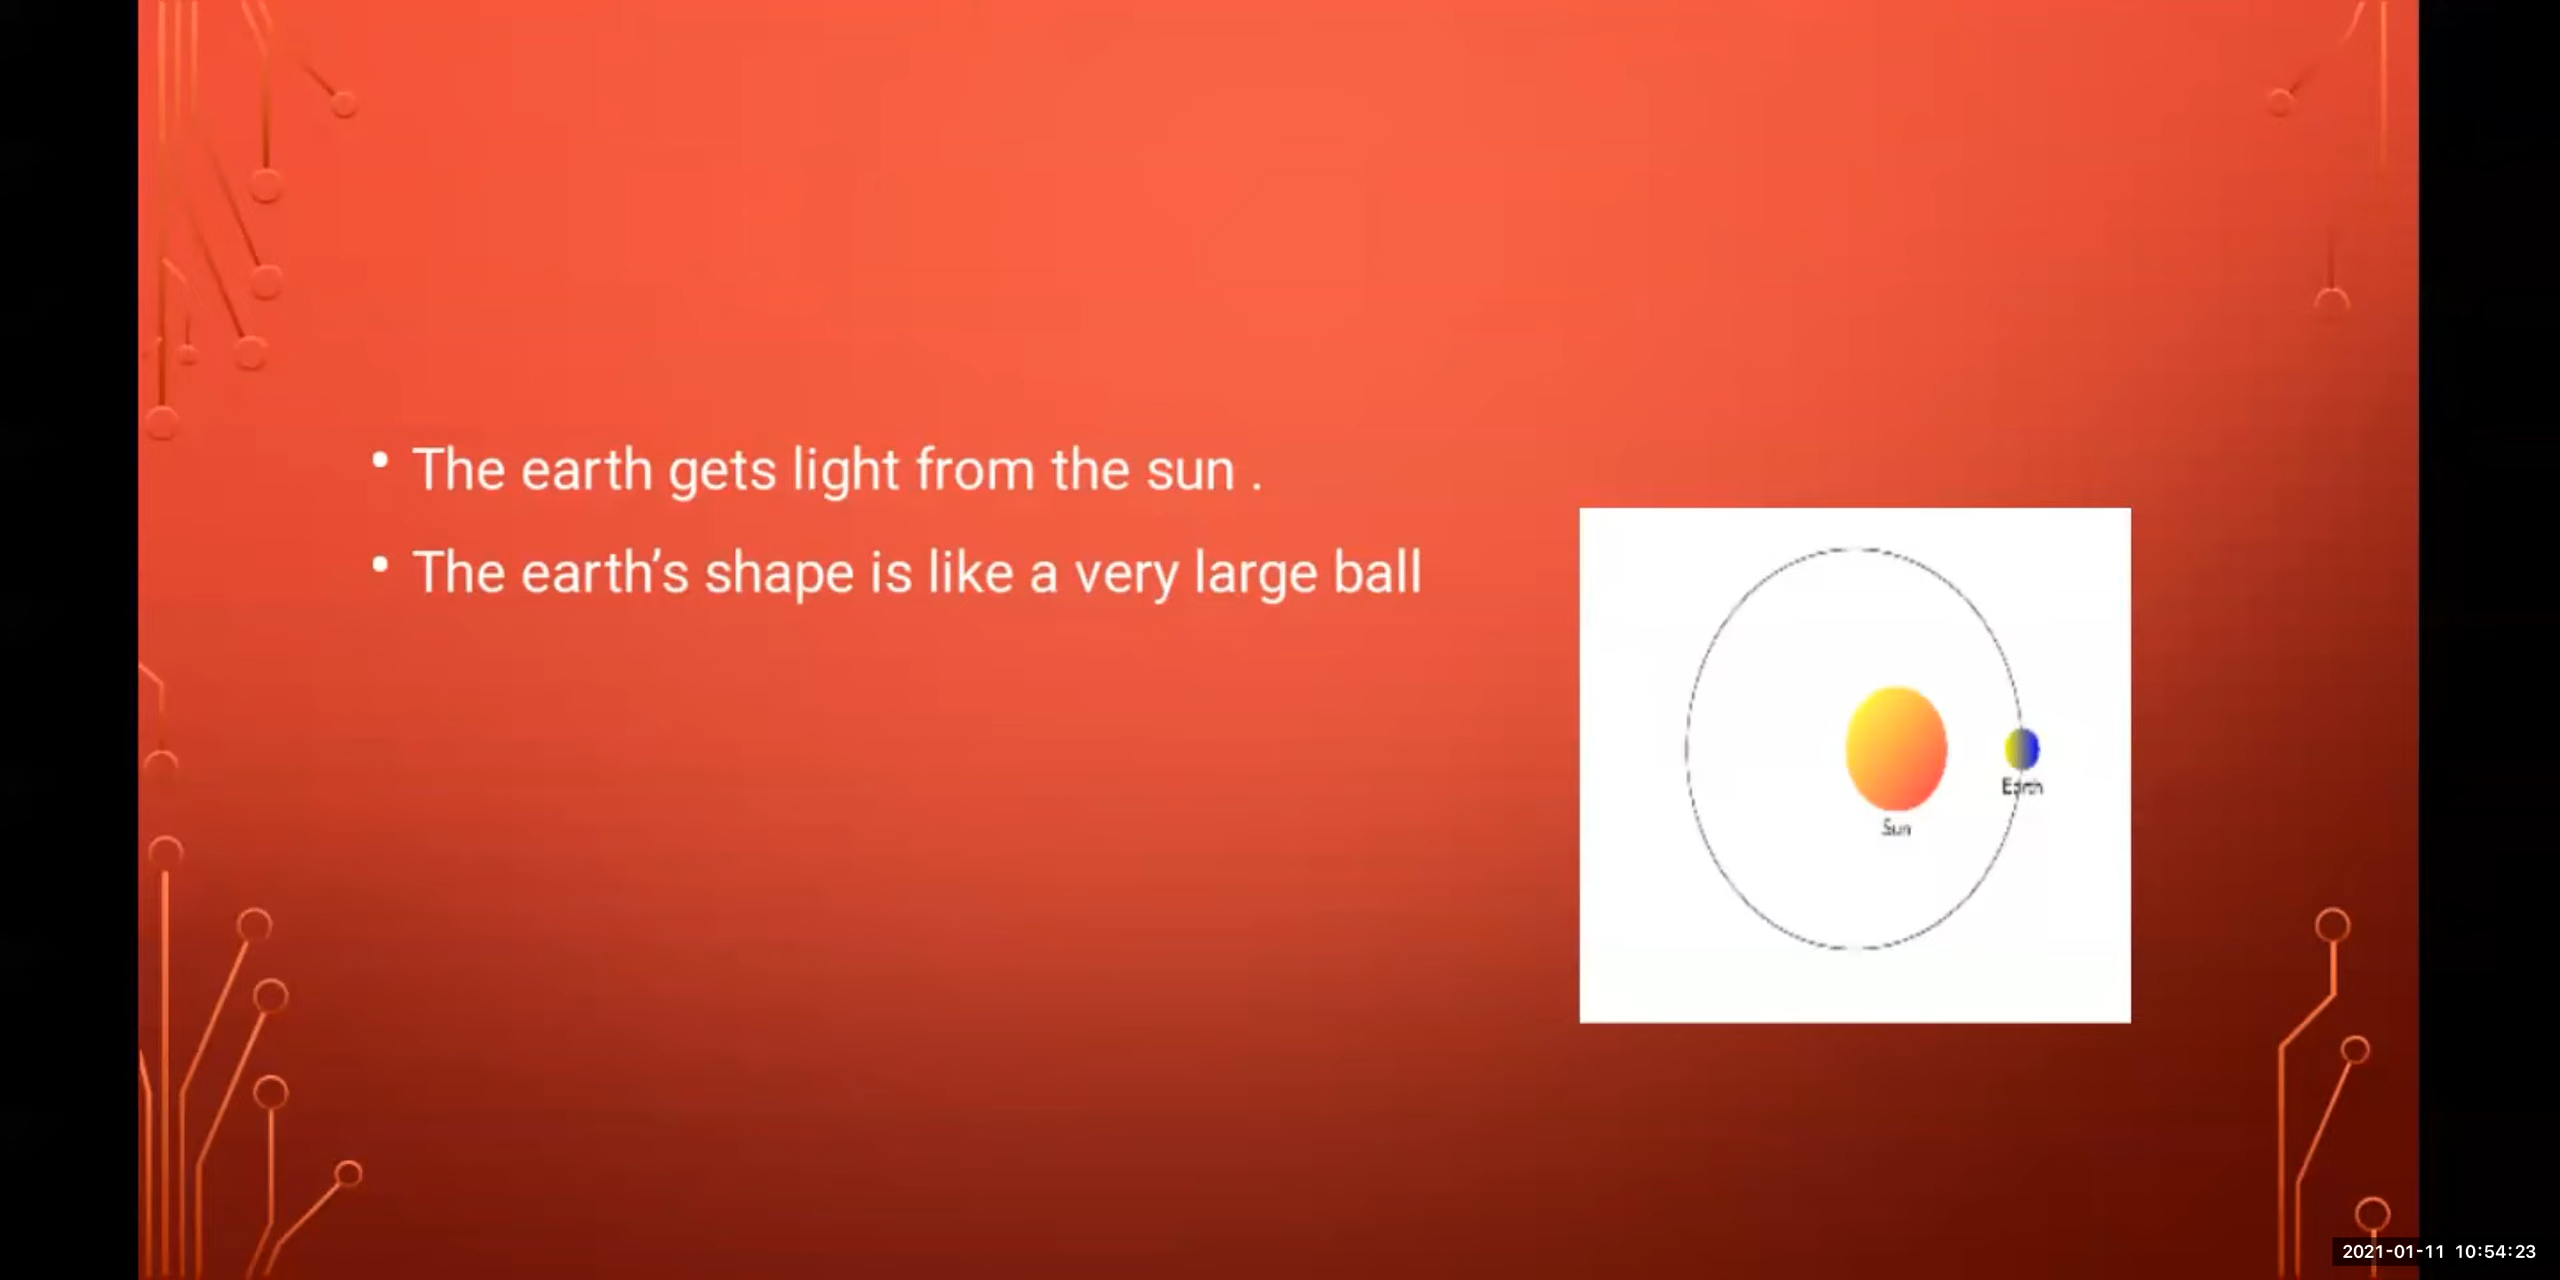 • The earth gets light from the sun .
• The earth’s shape is like a very large ball
Earth
Sun
2021-01-11 10:54:23